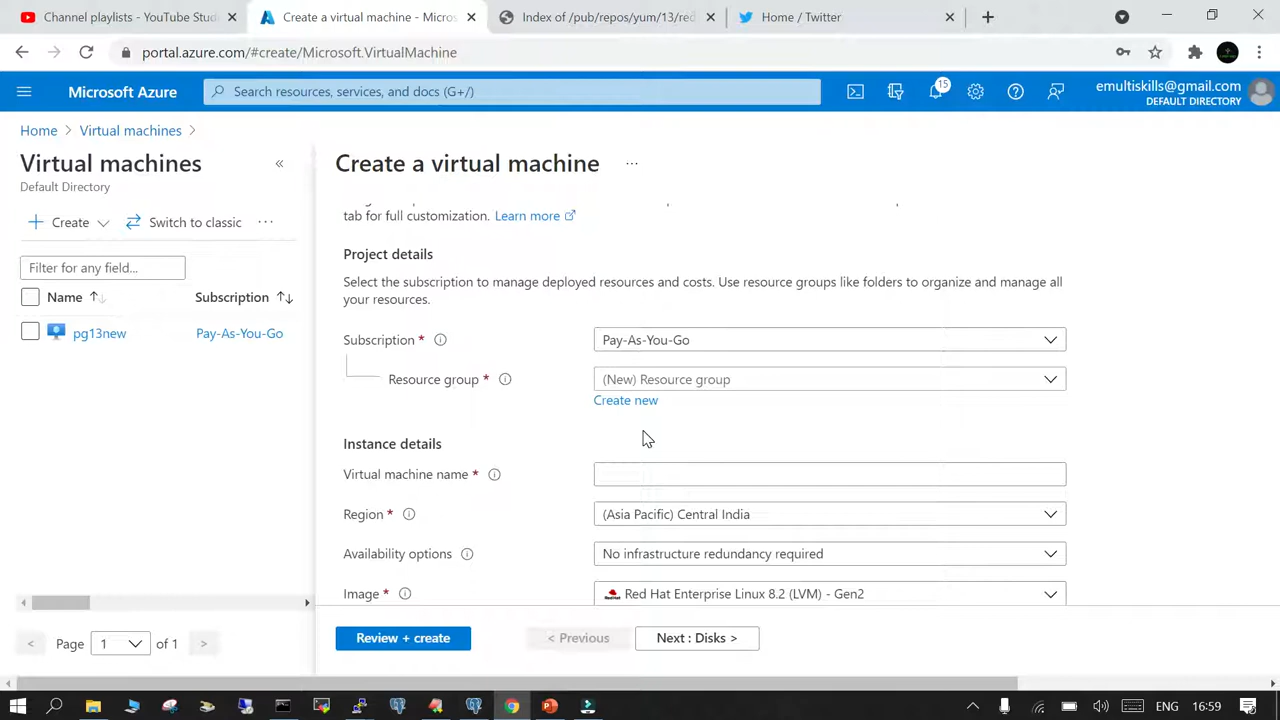 Channel playlists - YouTube Stud
Create a virtual machine - Micros
Index of /pub/repos/yum/13/red
Home / Twitter
portal.azure.com/#create/Microsoft.VirtualMachine
Microsoft Azure
Search resources, services, and docs (G+/)
15
emultiskills@gmail.com
DEFAULT DIRECTORY
Home > Virtual machines >
Virtual machines
Default Directory
Create
Switch to classic
Filter for any field...
Name
Subscription
pg13new
Pay-As-You-Go
< Page 1 of 1 >
Create a virtual machine
tab for full customization. Learn more
Project details
Select the subscription to manage deployed resources and costs. Use resource groups like folders to organize and manage all
your resources.
Subscription *
Pay-As-You-Go
Resource group *
(New) Resource group
Create new
Instance details
Virtual machine name *
Region *
(Asia Pacific) Central India
Availability options
No infrastructure redundancy required
Image *
RedHat
Red Hat Enterprise Linux 8.2 (LVM) - Gen2
Review + create
< Previous
Next : Disks >
ENG
16:59